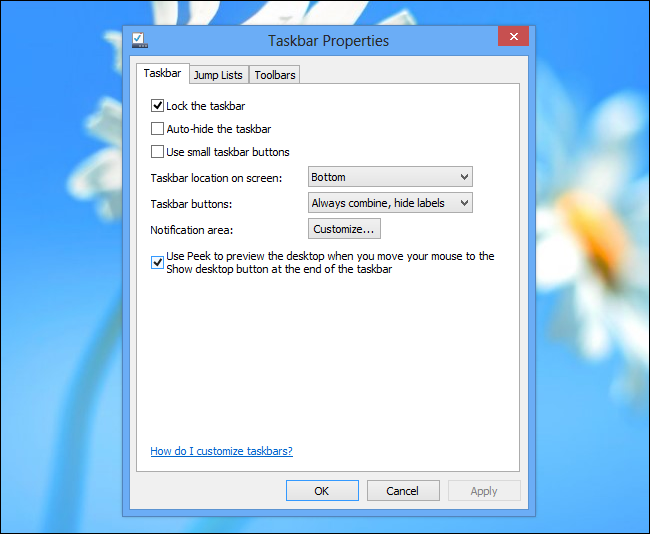 Taskbar Properties
Taskbar
Jump Lists
Toolbars
Lock the taskbar
Auto-hide the taskbar
Use small taskbar buttons
Taskbar location on screen: Bottom
Taskbar buttons: Always combine, hide labels
Notification area: Customize...
Use Peek to preview the desktop when you move your mouse to the
Show desktop button at the end of the taskbar
How do I customize taskbars?
OK Cancel Apply